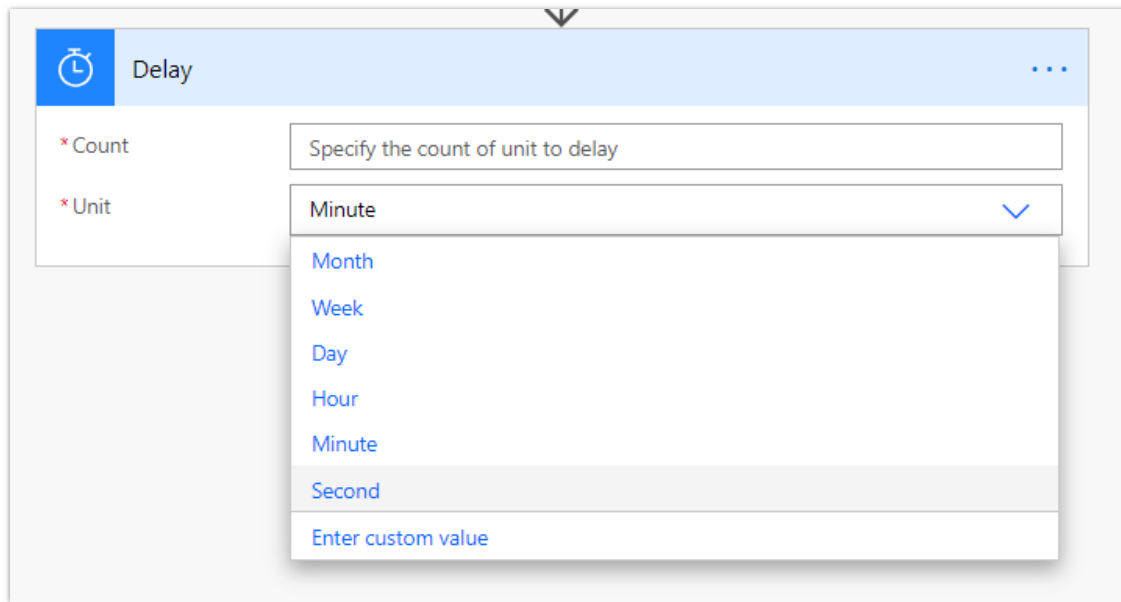 Delay
* Count
Specify the count of unit to delay
* Unit
Minute
Month
Week
Day
Hour
Minute
Second
Enter custom value